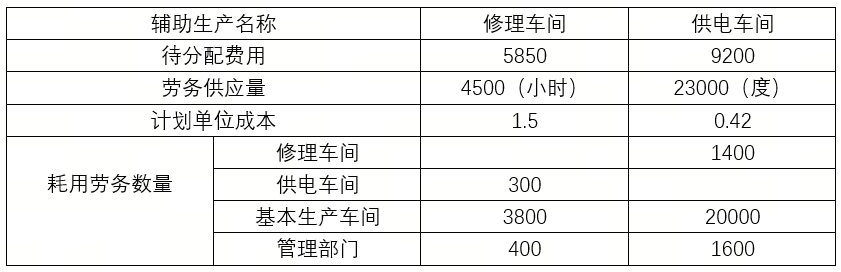 辅助生产名称 修理车间 供电车间
待分配费用 5850 9200
劳务供应量 4500（小时） 23000（度）
计划单位成本 1.5 0.42
耗用劳务数量 修理车间 1400
供电车间 300
基本生产车间 3800 20000
管理部门 400 1600